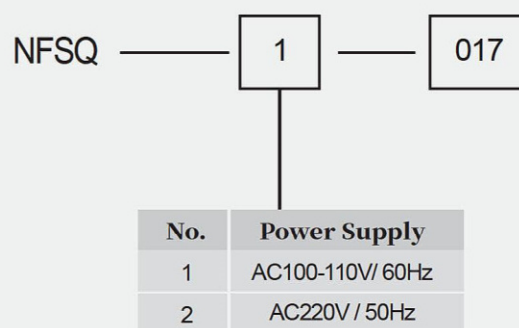 NFSQ 1 017
No. Power Supply
1 AC100-110V/ 60Hz
2 AC220V / 50Hz